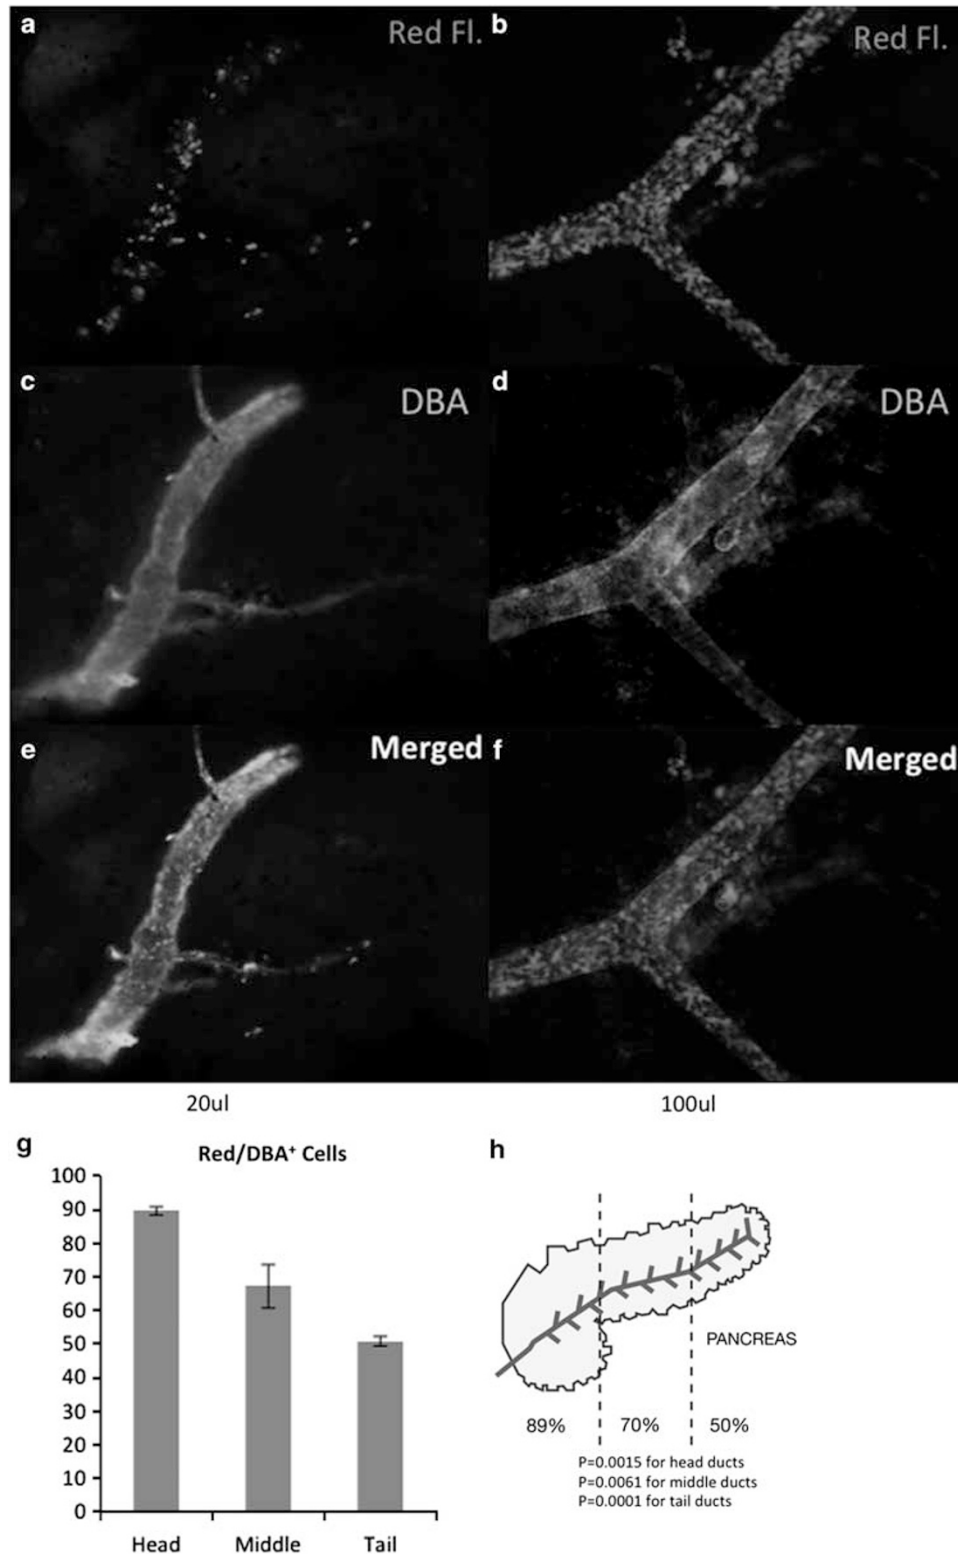 a
Red Fl.
b
Red Fl.
c
DBA
d
DBA
e
Merged
f
Merged
20ul
100ul
g
Red/DBA⁺ Cells
100
90
80
70
60
50
40
30
20
10
0
Head
Middle
Tail
h
PANCREAS
89%
70%
50%
P=0.0015 for head ducts
P=0.0061 for middle ducts
P=0.0001 for tail ducts